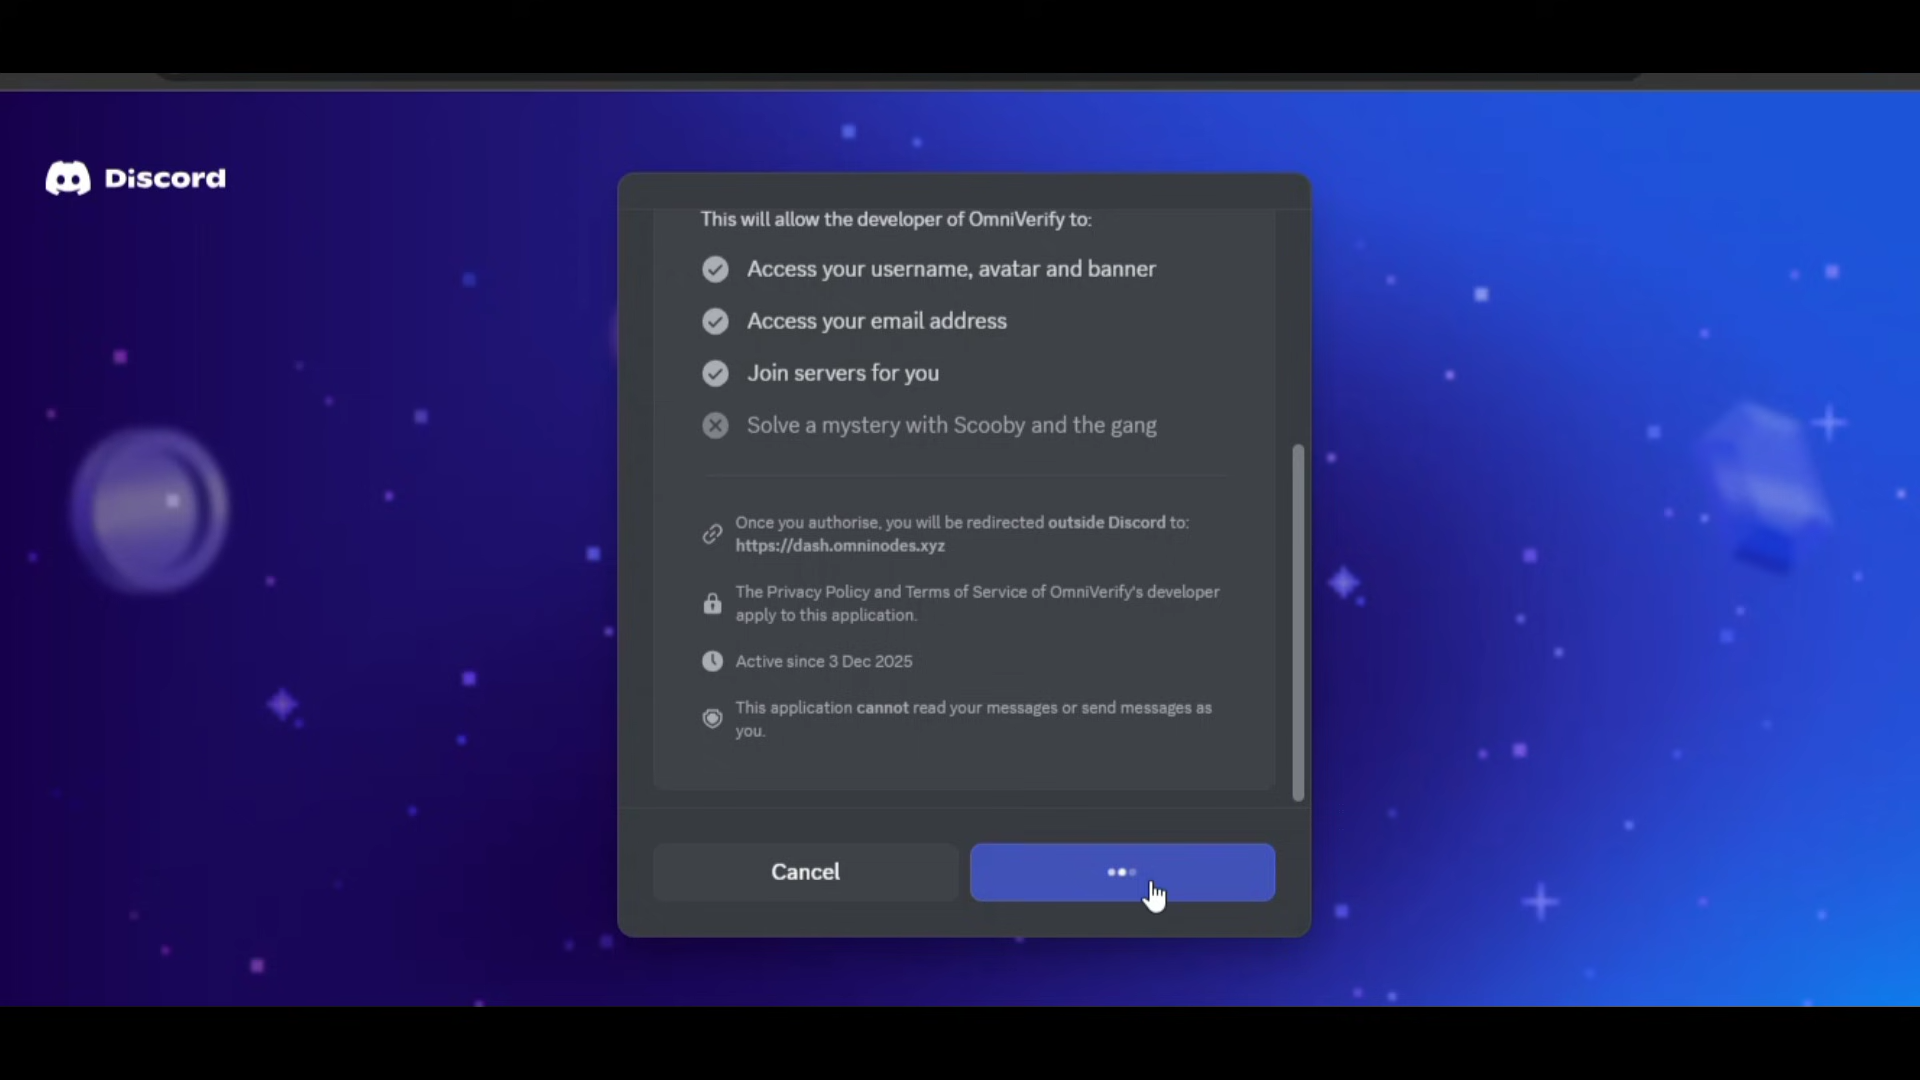 Discord
This will allow the developer of OmniVerify to:
Access your username, avatar and banner
Access your email address
Join servers for you
Solve a mystery with Scooby and the gang
Once you authorise, you will be redirected outside Discord to:
https://dash.omninodes.xyz
The Privacy Policy and Terms of Service of OmniVerify's developer
apply to this application.
Active since 3 Dec 2025
This application cannot read your messages or send messages as
you.
Cancel